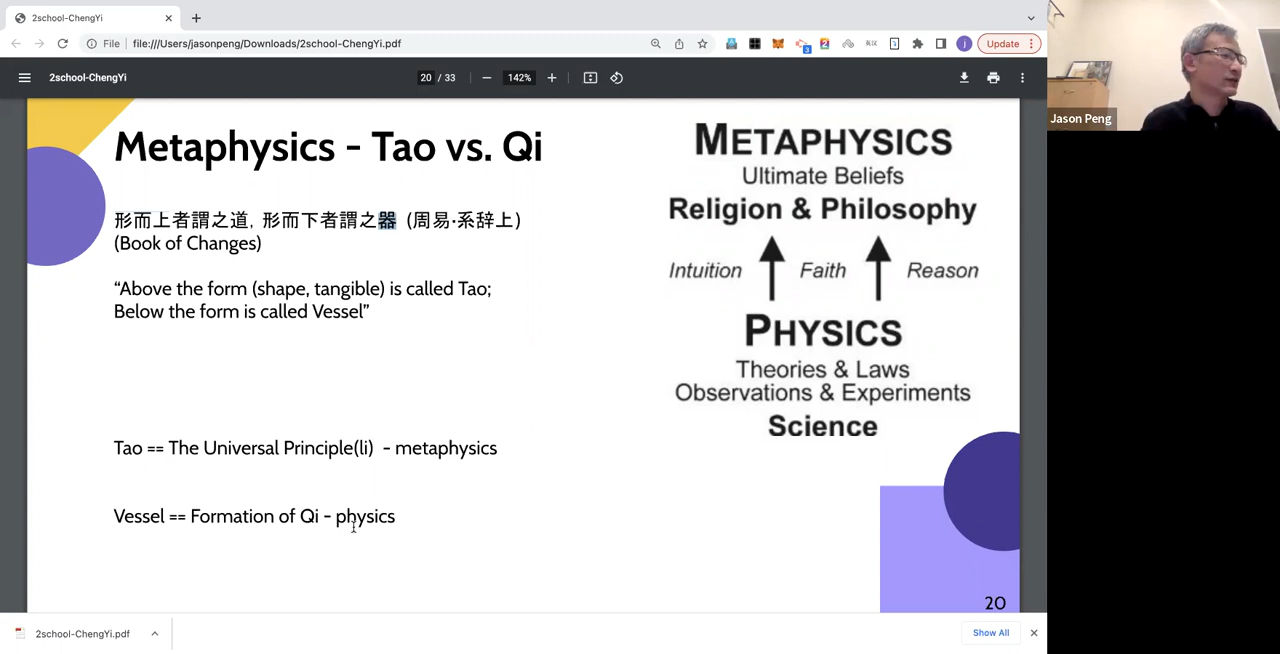 2school-ChengYi
File
file:///Users/jasonpeng/Downloads/2school-ChengYi.pdf
Update
2school-ChengYi
20 / 33
142%
Jason Peng
Metaphysics - Tao vs. Qi
形而上者謂之道, 形而下者謂之器 (周易·系辞上)
(Book of Changes)
“Above the form (shape, tangible) is called Tao;
Below the form is called Vessel”
Tao == The Universal Principle(li) - metaphysics
Vessel == Formation of Qi - physics
METAPHYSICS
Ultimate Beliefs
Religion & Philosophy
Intuition Faith Reason
PHYSICS
Theories & Laws
Observations & Experiments
Science
20
2school-ChengYi.pdf
Show All